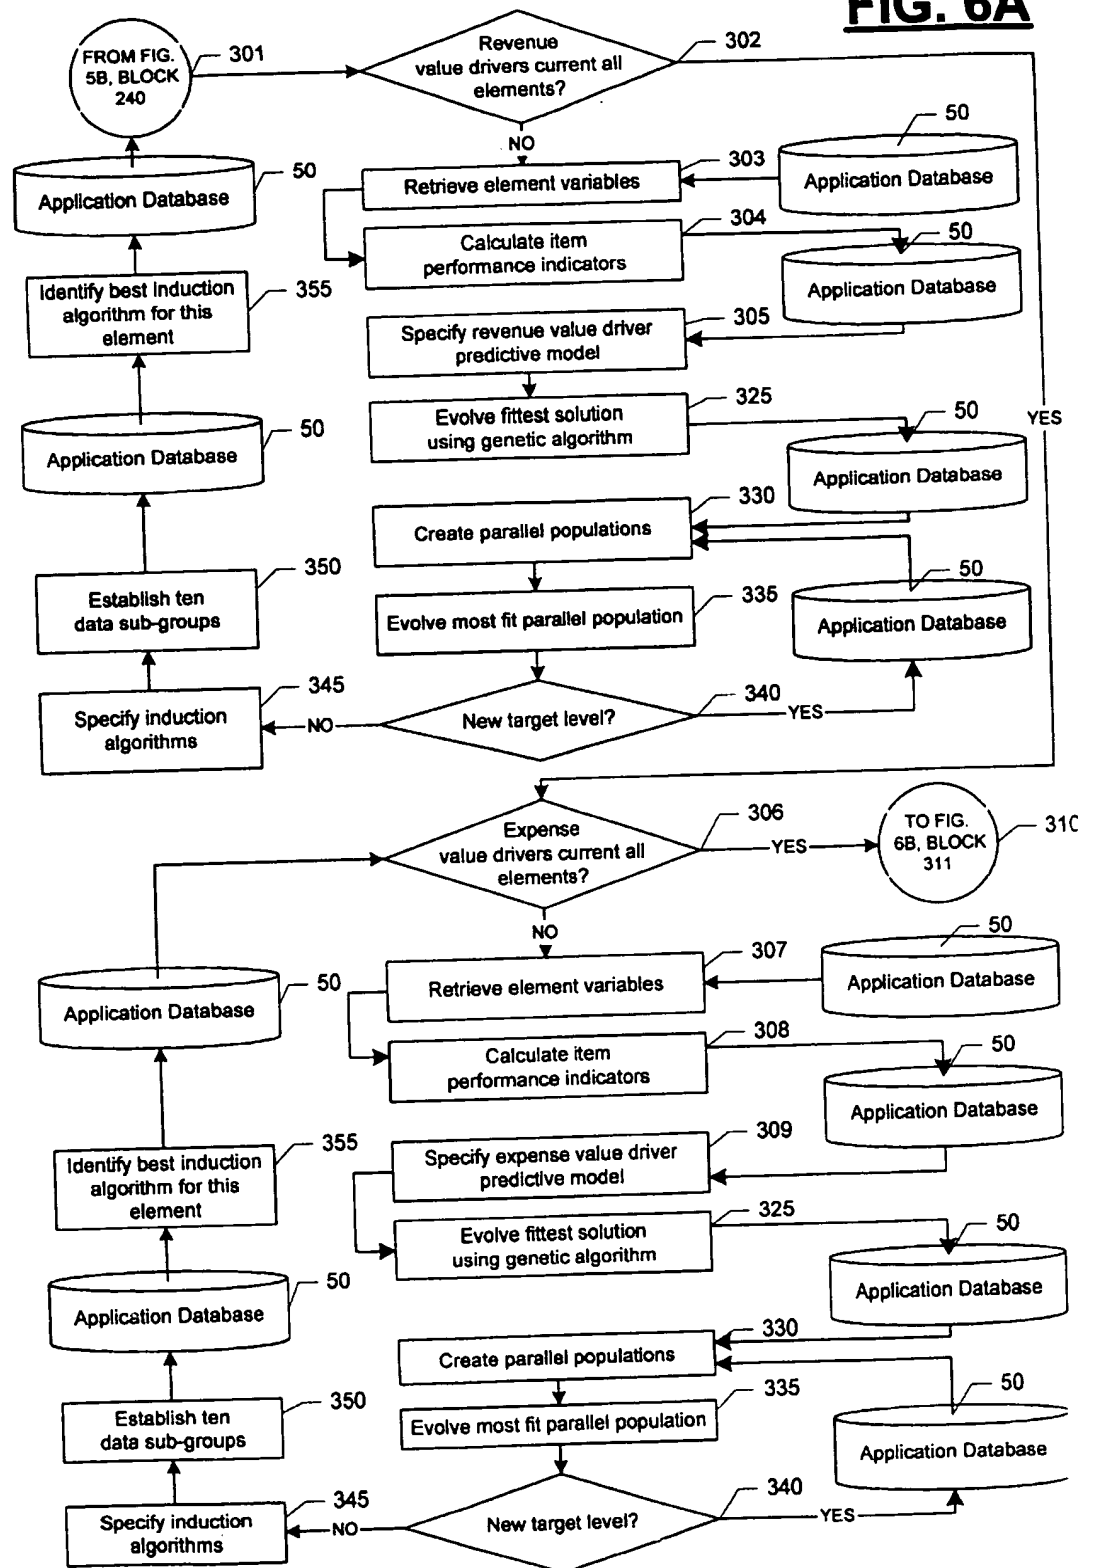 FIG. 6A
FROM FIG.
5B, BLOCK
240
301
Revenue
value drivers current all
elements?
302
NO
YES
50
Application Database
303
Retrieve element variables
50
Application Database
304
Calculate item
performance indicators
50
Application Database
355
Identify best induction
algorithm for this
element
305
Specify revenue value driver
predictive model
325
Evolve fittest solution
using genetic algorithm
50
Application Database
50
Application Database
330
Create parallel populations
350
Establish ten
data sub-groups
335
Evolve most fit parallel population
50
Application Database
345
Specify induction
algorithms
NO
New target level?
340
YES
Expense
value drivers current all
elements?
306
YES
TO FIG.
6B, BLOCK
311
310
NO
307
Retrieve element variables
50
Application Database
50
Application Database
308
Calculate item
performance indicators
50
Application Database
355
Identify best induction
algorithm for this
element
309
Specify expense value driver
predictive model
325
Evolve fittest solution
using genetic algorithm
50
Application Database
50
Application Database
330
Create parallel populations
350
Establish ten
data sub-groups
335
Evolve most fit parallel population
50
Application Database
345
Specify induction
algorithms
NO
New target level?
340
YES